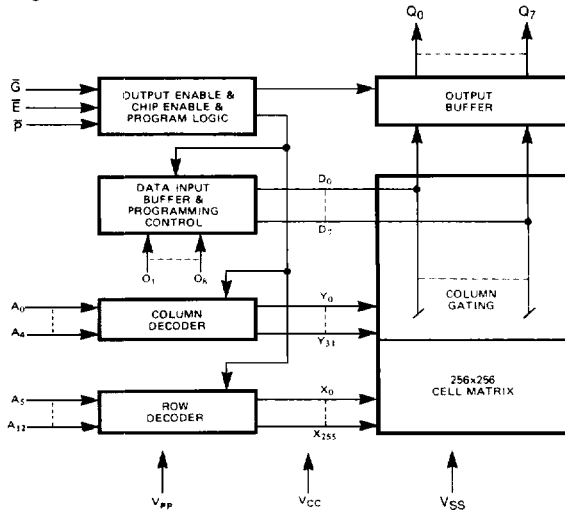 Q0 Q7
G
E
P
OUTPUT ENABLE &
CHIP ENABLE &
PROGRAM LOGIC
OUTPUT
BUFFER
DATA INPUT
BUFFER &
PROGRAMMING
CONTROL
D0
D7
O1 O8
A0
A4
COLUMN
DECODER
Y0
Y31
COLUMN
GATING
A5
A12
ROW
DECODER
X0
X255
256x256
CELL MATRIX
VPP
VCC
VSS